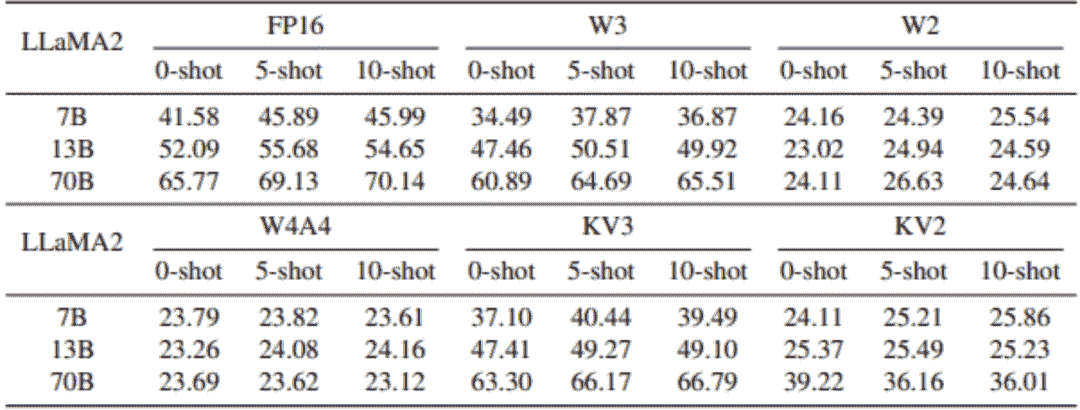 LLaMA2 FP16 W3 W2
0-shot 5-shot 10-shot 0-shot 5-shot 10-shot 0-shot 5-shot 10-shot
7B 41.58 45.89 45.99 34.49 37.87 36.87 24.16 24.39 25.54
13B 52.09 55.68 54.65 47.46 50.51 49.92 23.02 24.94 24.59
70B 65.77 69.13 70.14 60.89 64.69 65.51 24.11 26.63 24.64
LLaMA2 W4A4 KV3 KV2
0-shot 5-shot 10-shot 0-shot 5-shot 10-shot 0-shot 5-shot 10-shot
7B 23.79 23.82 23.61 37.10 40.44 39.49 24.11 25.21 25.86
13B 23.26 24.08 24.16 47.41 49.27 49.10 25.37 25.49 25.23
70B 23.69 23.62 23.12 63.30 66.17 66.79 39.22 36.16 36.01